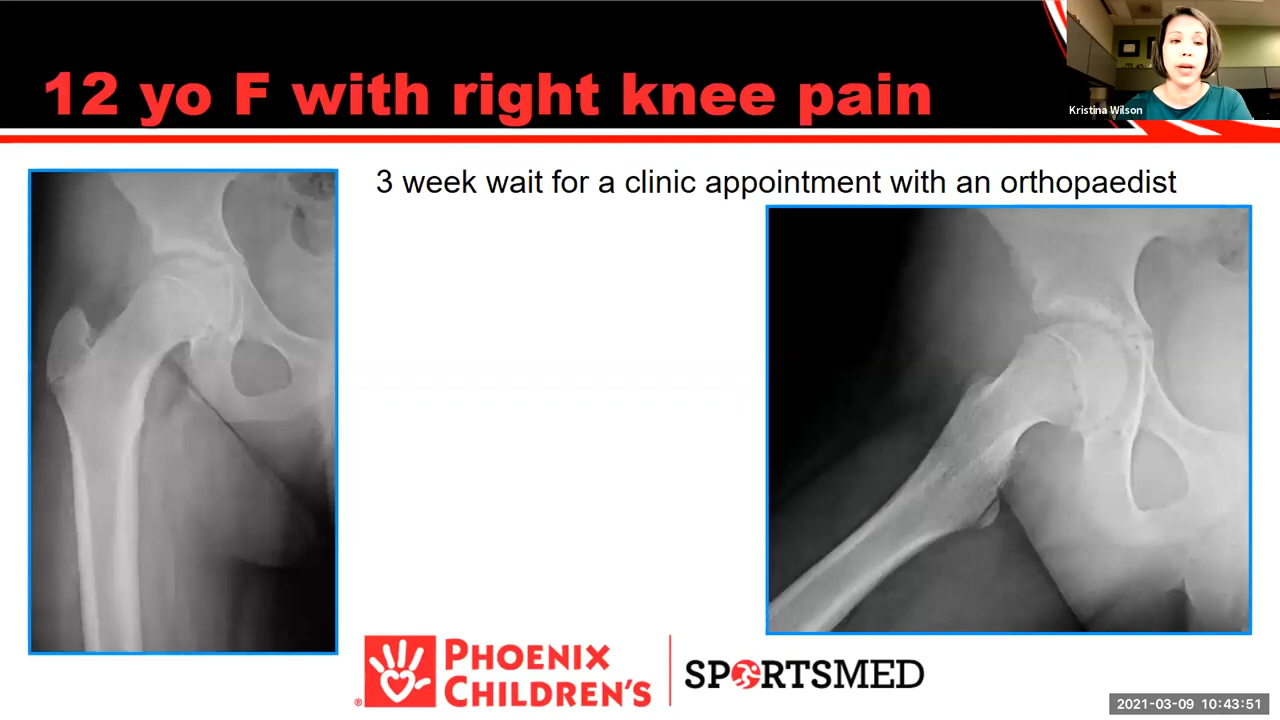 12 yo F with right knee pain
Kristina Wilson
3 week wait for a clinic appointment with an orthopaedist
PHOENIX
CHILDREN'S
®
SPORTSMED
2021-03-09 10:43:51